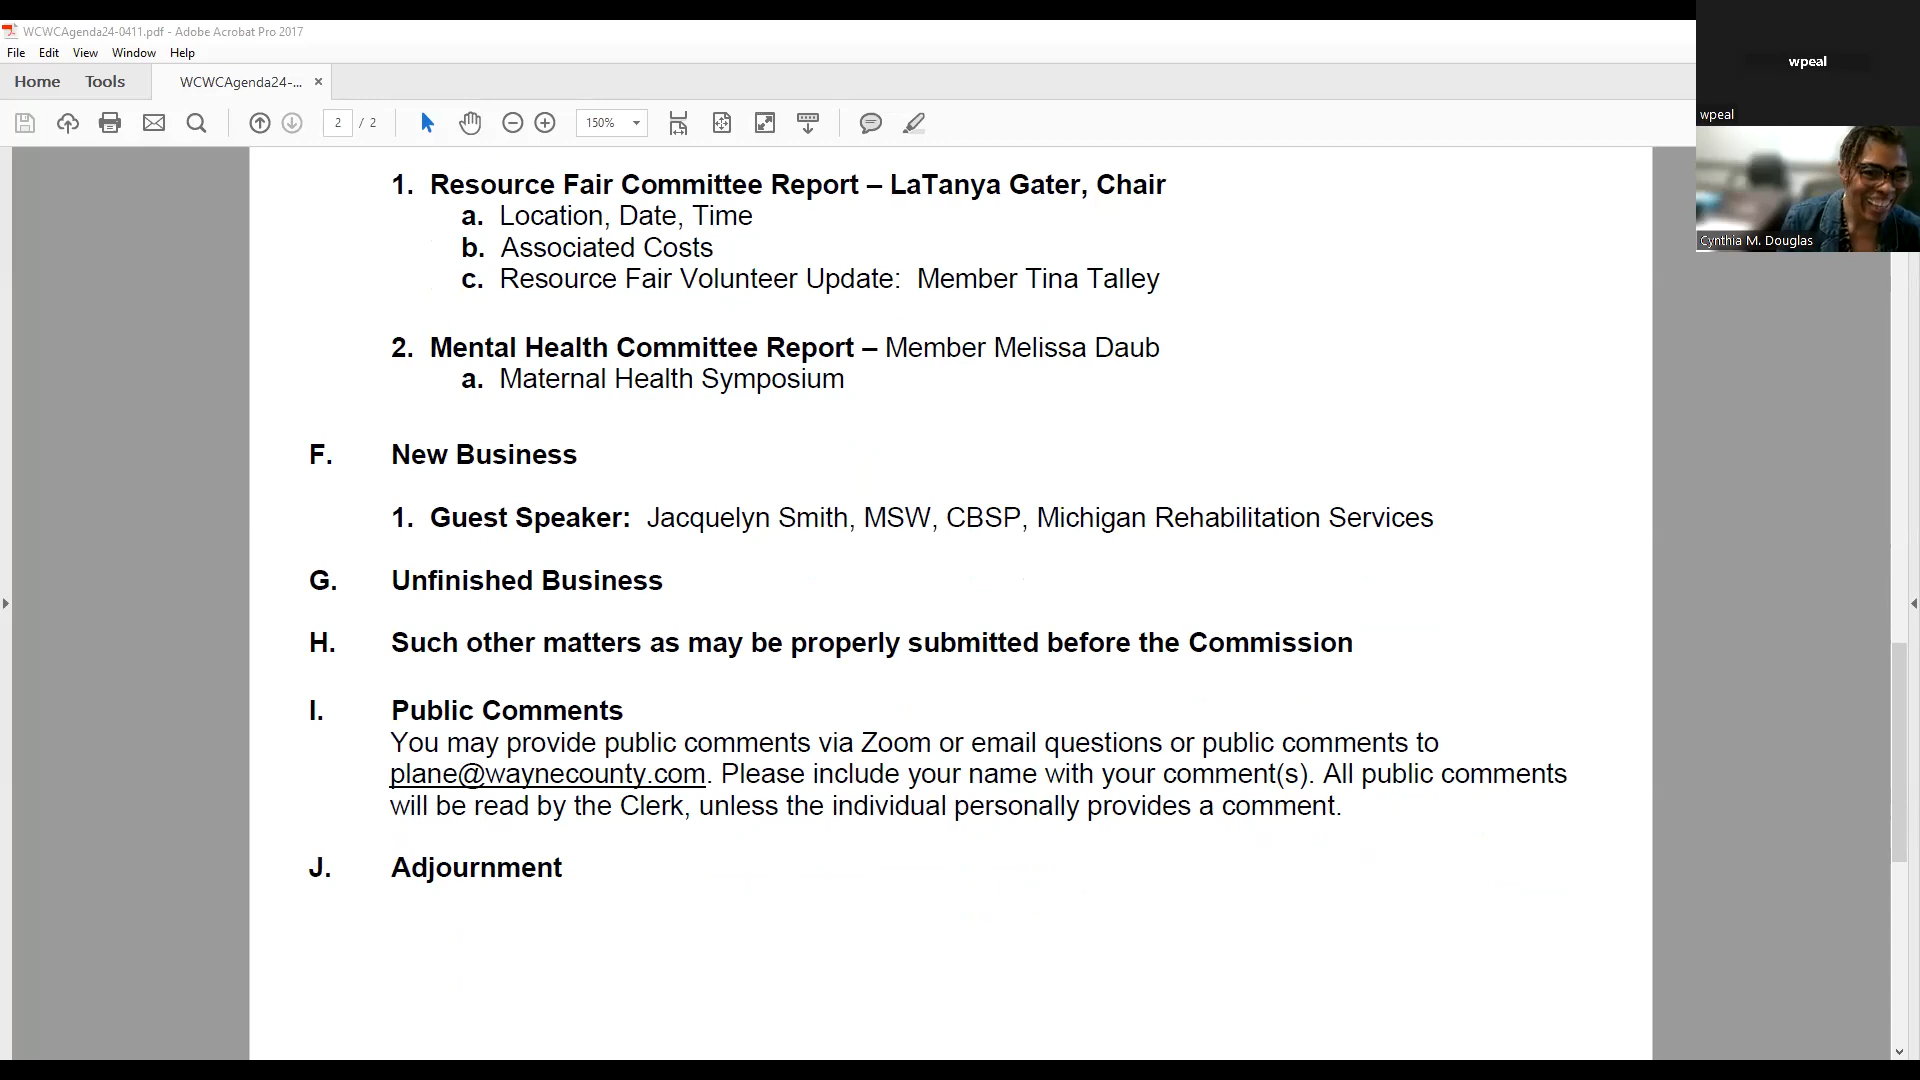 WCWCAgenda24-0411.pdf - Adobe Acrobat Pro 2017
File Edit View Window Help
Home Tools WCWCAgenda24-... ×
2 / 2 150%
1. Resource Fair Committee Report – LaTanya Gater, Chair
a. Location, Date, Time
b. Associated Costs
c. Resource Fair Volunteer Update: Member Tina Talley
2. Mental Health Committee Report – Member Melissa Daub
a. Maternal Health Symposium
F. New Business
1. Guest Speaker: Jacquelyn Smith, MSW, CBSP, Michigan Rehabilitation Services
G. Unfinished Business
H. Such other matters as may be properly submitted before the Commission
I. Public Comments
You may provide public comments via Zoom or email questions or public comments to
plane@waynecounty.com. Please include your name with your comment(s). All public comments
will be read by the Clerk, unless the individual personally provides a comment.
J. Adjournment
wpeal
wpeal
Cynthia M. Douglas